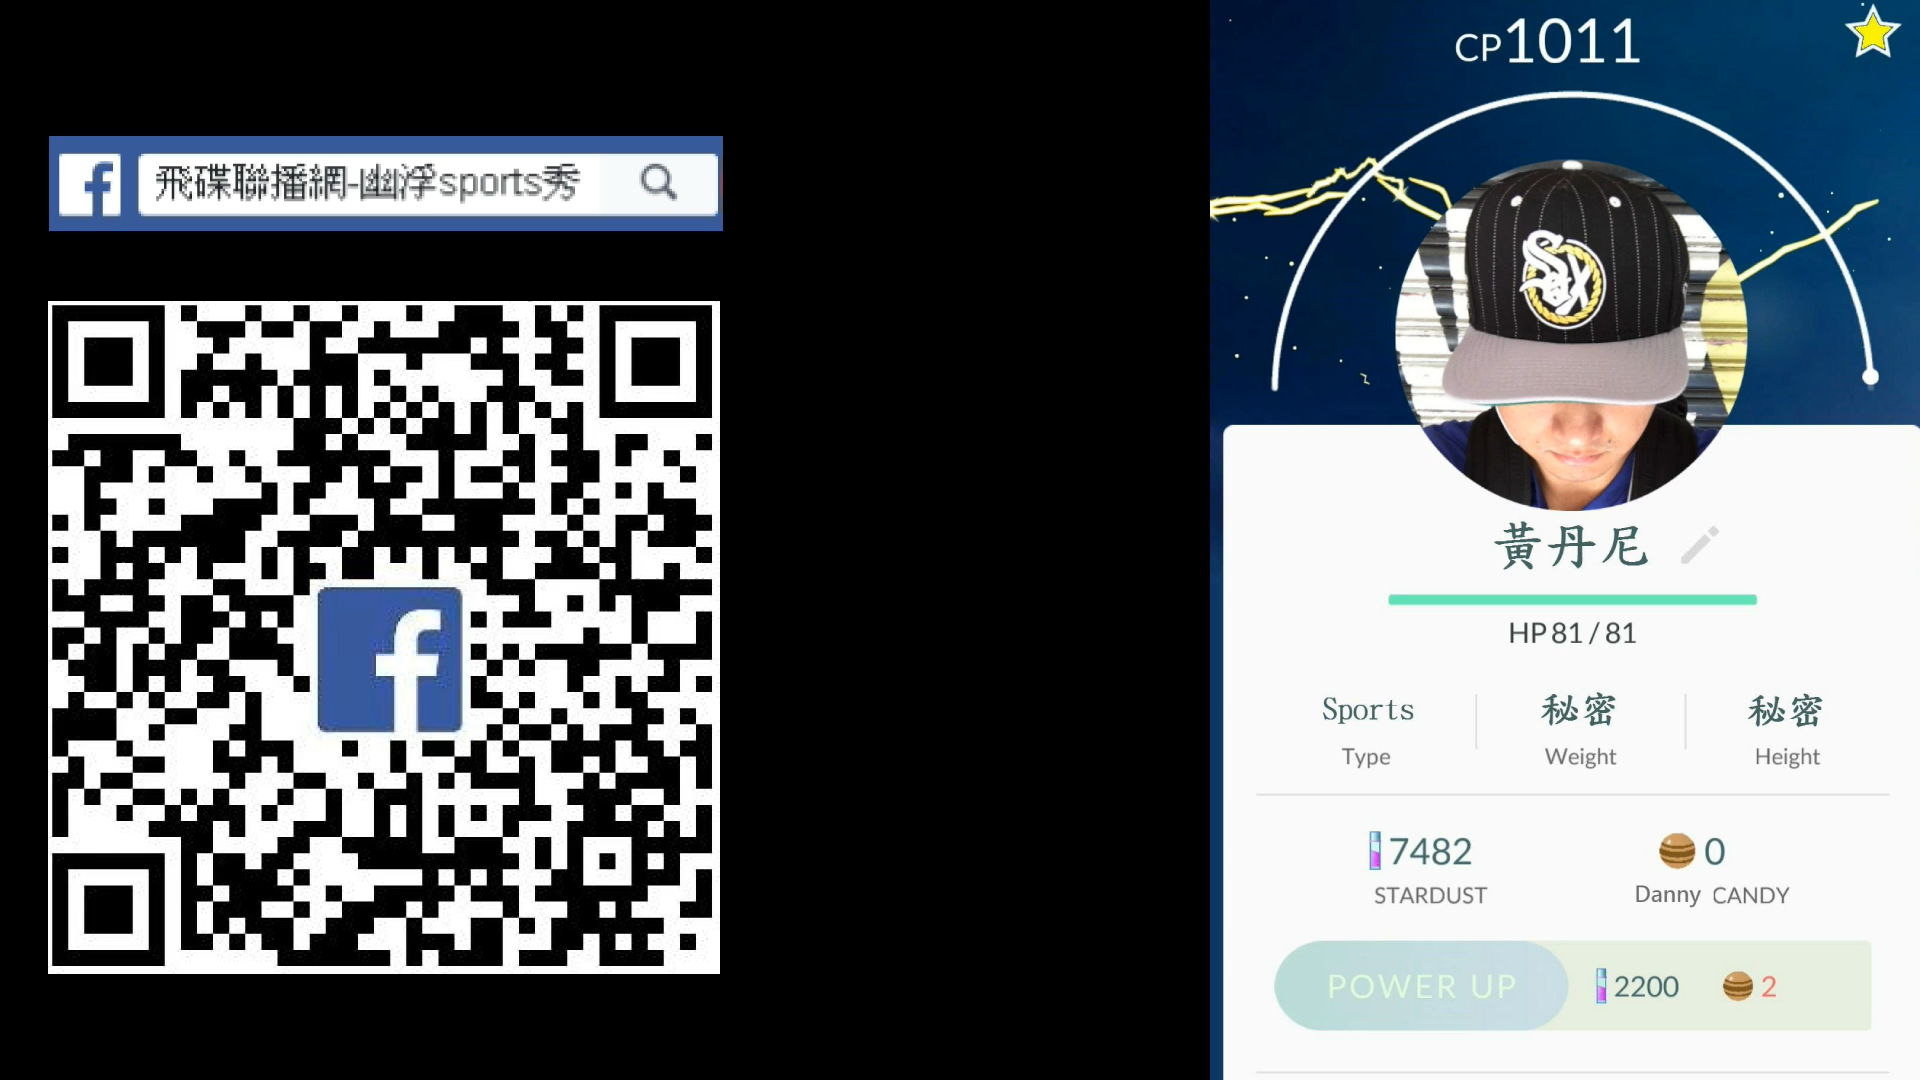 飛碟聯播網-幽浮sports秀
CP1011
Sox
黃丹尼
HP 81 / 81
Sports
Type
秘密
Weight
秘密
Height
7482
STARDUST
0
Danny CANDY
POWER UP
2200
2